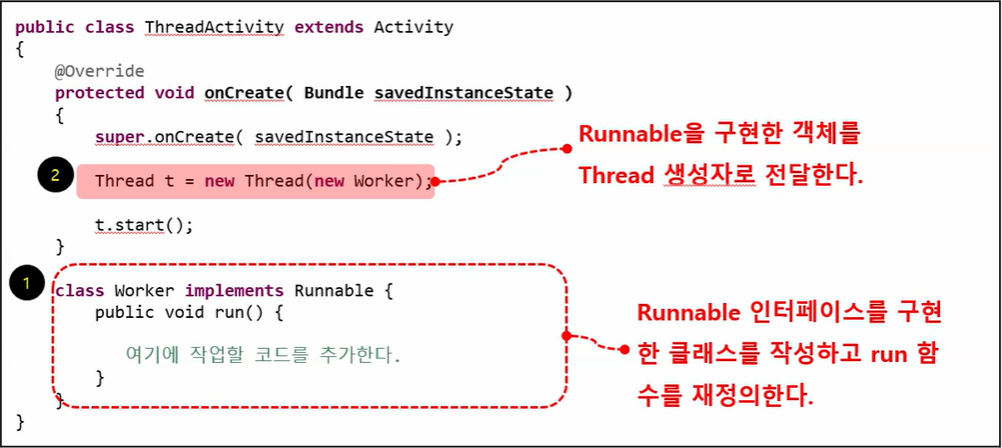 public class ThreadActivity extends Activity
{
@Override
protected void onCreate( Bundle savedInstanceState )
{
super.onCreate( savedInstanceState );
2
Thread t = new Thread(new Worker);
Runnable을 구현한 객체를
Thread 생성자로 전달한다.
t.start();
}
1
class Worker implements Runnable {
public void run() {
여기에 작업할 코드를 추가한다.
}
}
}
Runnable 인터페이스를 구현
한 클래스를 작성하고 run 함
수를 재정의한다.